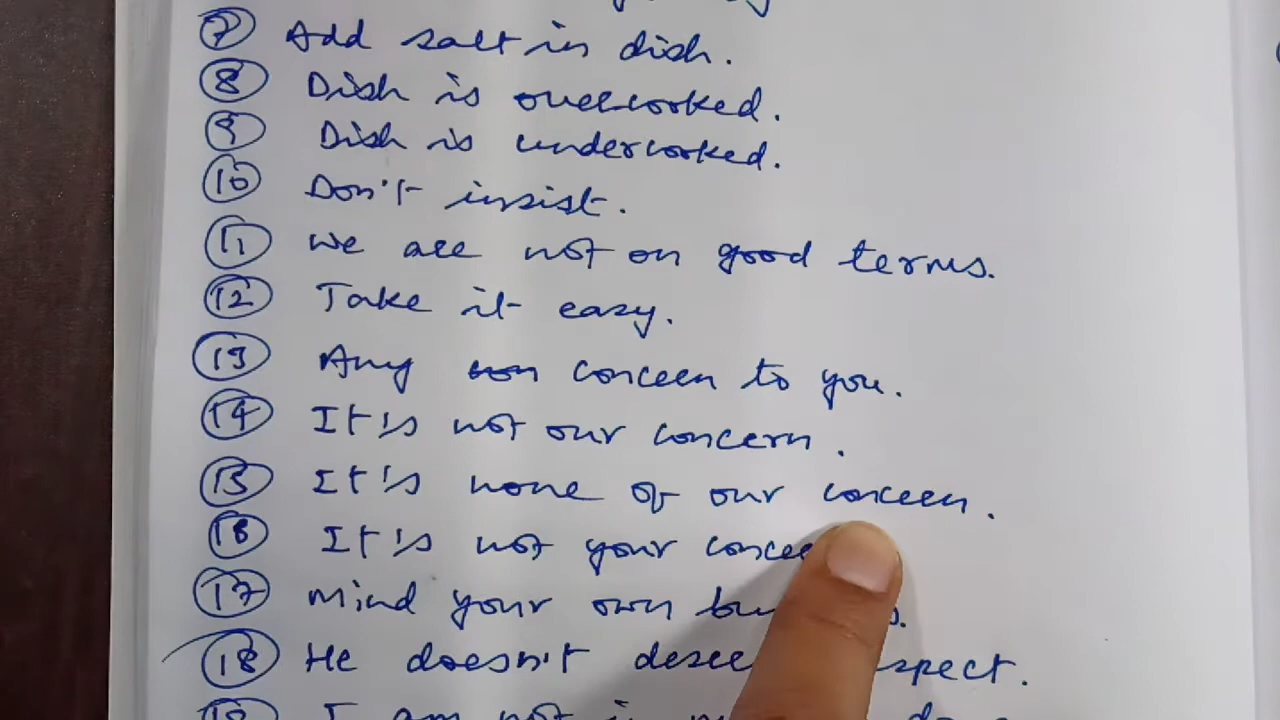 7 Add salt in dish.
8 Dish is overcooked.
9 Dish is undercooked.
10 Don't insist.
11 We are not on good terms.
12 Take it easy.
13 Any concern to you.
14 It's not our concern.
15 It's none of our concern.
16 It's not your
17 Mind your own
18 He doesn't
I am not